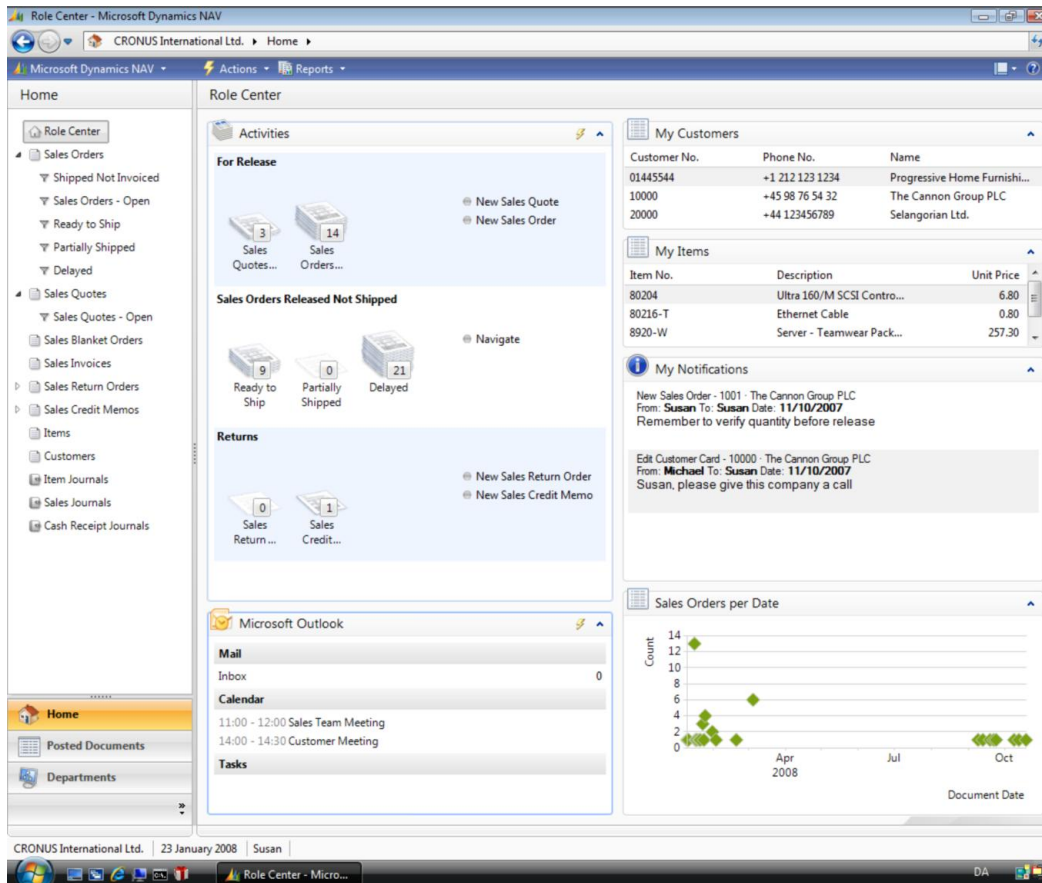 Role Center - Microsoft Dynamics NAV
CRONUS International Ltd. ▸ Home ▸
Microsoft Dynamics NAV Actions Reports
Home
Role Center
Sales Orders
Shipped Not Invoiced
Sales Orders - Open
Ready to Ship
Partially Shipped
Delayed
Sales Quotes
Sales Quotes - Open
Sales Blanket Orders
Sales Invoices
Sales Return Orders
Sales Credit Memos
Items
Customers
Item Journals
Sales Journals
Cash Receipt Journals
Home
Posted Documents
Departments
Role Center
Activities
For Release
3
14
Sales Quotes...
Sales Orders...
New Sales Quote
New Sales Order
Sales Orders Released Not Shipped
9
0
21
Ready to Ship
Partially Shipped
Delayed
Navigate
Returns
0
1
Sales Return ...
Sales Credit...
New Sales Return Order
New Sales Credit Memo
Microsoft Outlook
Mail
Inbox 0
Calendar
11:00 - 12:00 Sales Team Meeting
14:00 - 14:30 Customer Meeting
Tasks
My Customers
Customer No. Phone No. Name
01445544 +1 212 123 1234 Progressive Home Furnishi...
10000 +45 98 76 54 32 The Cannon Group PLC
20000 +44 123456789 Selangorian Ltd.
My Items
Item No. Description Unit Price
80204 Ultra 160/M SCSI Contro... 6.80
80216-T Ethernet Cable 0.80
8920-W Server - Teamwear Pack... 257.30
My Notifications
New Sales Order - 1001 · The Cannon Group PLC
From: Susan To: Susan Date: 11/10/2007
Remember to verify quantity before release
Edit Customer Card - 10000 · The Cannon Group PLC
From: Michael To: Susan Date: 11/10/2007
Susan, please give this company a call
Sales Orders per Date
Count
14
12
10
8
6
4
2
0
Apr Jul Oct
2008
Document Date
CRONUS International Ltd. 23 January 2008 Susan
Role Center - Micro...
DA